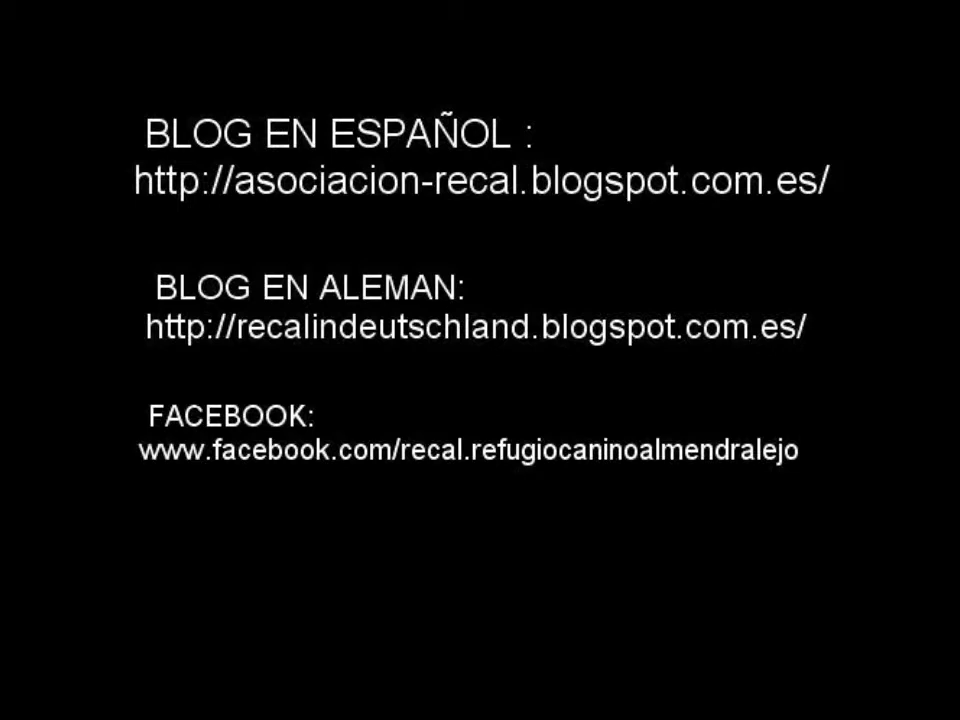 BLOG EN ESPAÑOL :
http://asociacion-recal.blogspot.com.es/
BLOG EN ALEMAN:
http://recalindeutschland.blogspot.com.es/
FACEBOOK:
www.facebook.com/recal.refugiocaninoalmendralejo